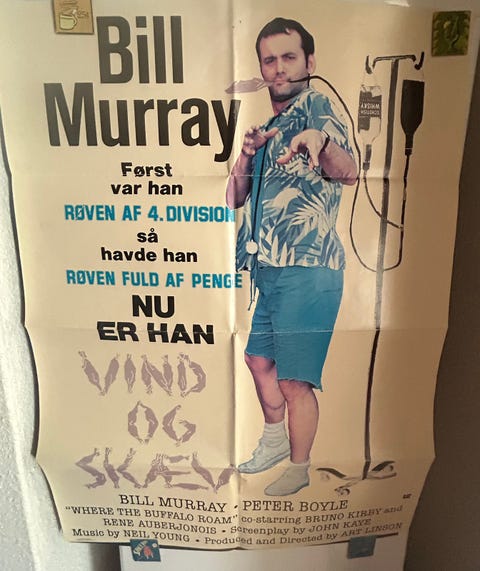 Bill
Murray
Først
var han
RØVEN AF 4. DIVISION
så
havde han
RØVEN FULD AF PENGE
NU
ER HAN
VIND
OG
SKÆV
SCOTTISH
WHISKY
BILL MURRAY • PETER BOYLE
"WHERE THE BUFFALO ROAM" co-starring BRUNO KIRBY and
RENE AUBERJONOIS • Screenplay by JOHN KAYE
Music by NEIL YOUNG • Produced and Directed by ART LINSON